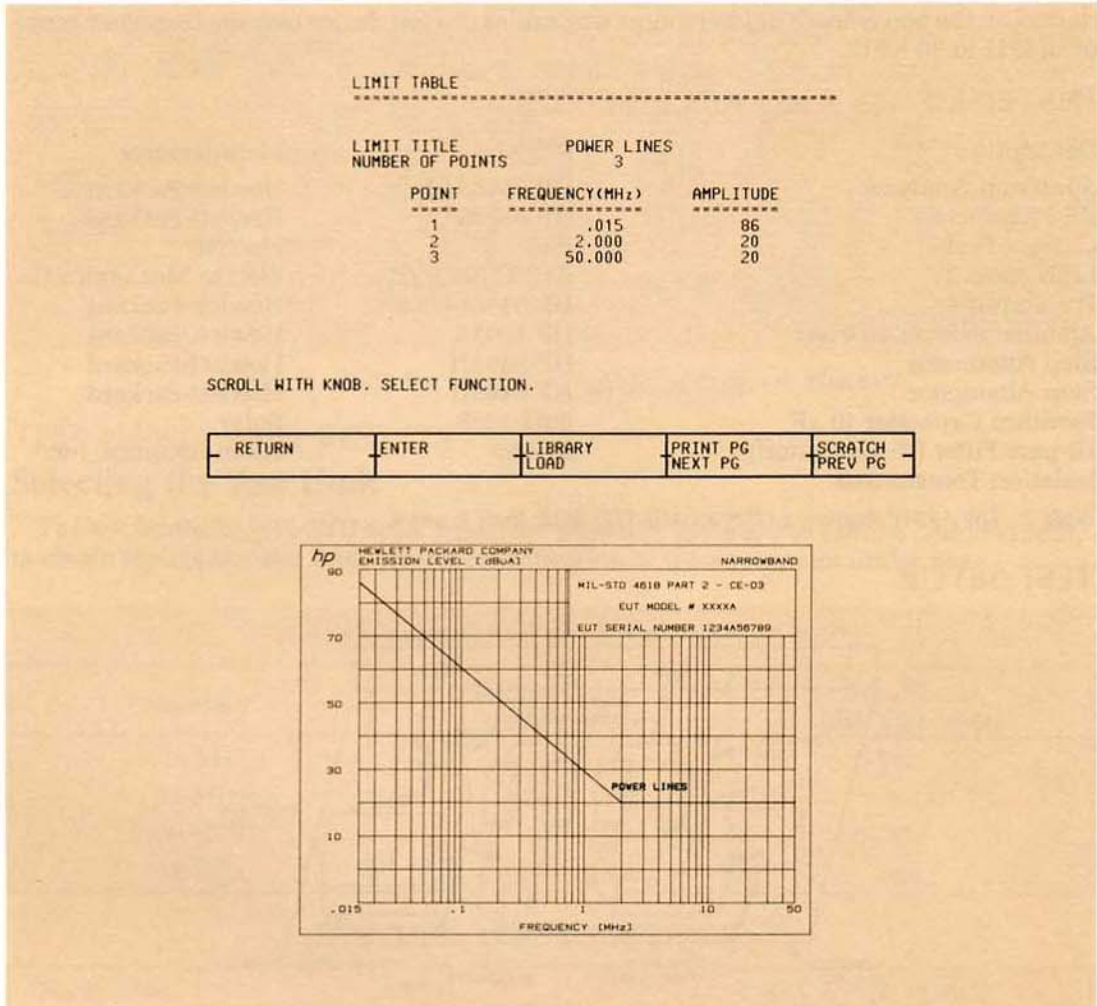 LIMIT TABLE
LIMIT TITLE POWER LINES
NUMBER OF POINTS 3
POINT FREQUENCY(MHz) AMPLITUDE
1 .015 86
2 2.000 20
3 50.000 20
SCROLL WITH KNOB. SELECT FUNCTION.
RETURN ENTER LIBRARY PRINT PG SCRATCH
LOAD NEXT PG PREV PG
hp HEWLETT PACKARD COMPANY
EMISSION LEVEL [dBuA] NARROWBAND
90
MIL-STD 461B PART 2 - CE-03
EUT MODEL # XXXXA
EUT SERIAL NUMBER 1234A56789
70
50
30
POWER LINES
10
.015 .1 1 10 50
FREQUENCY [MHz]